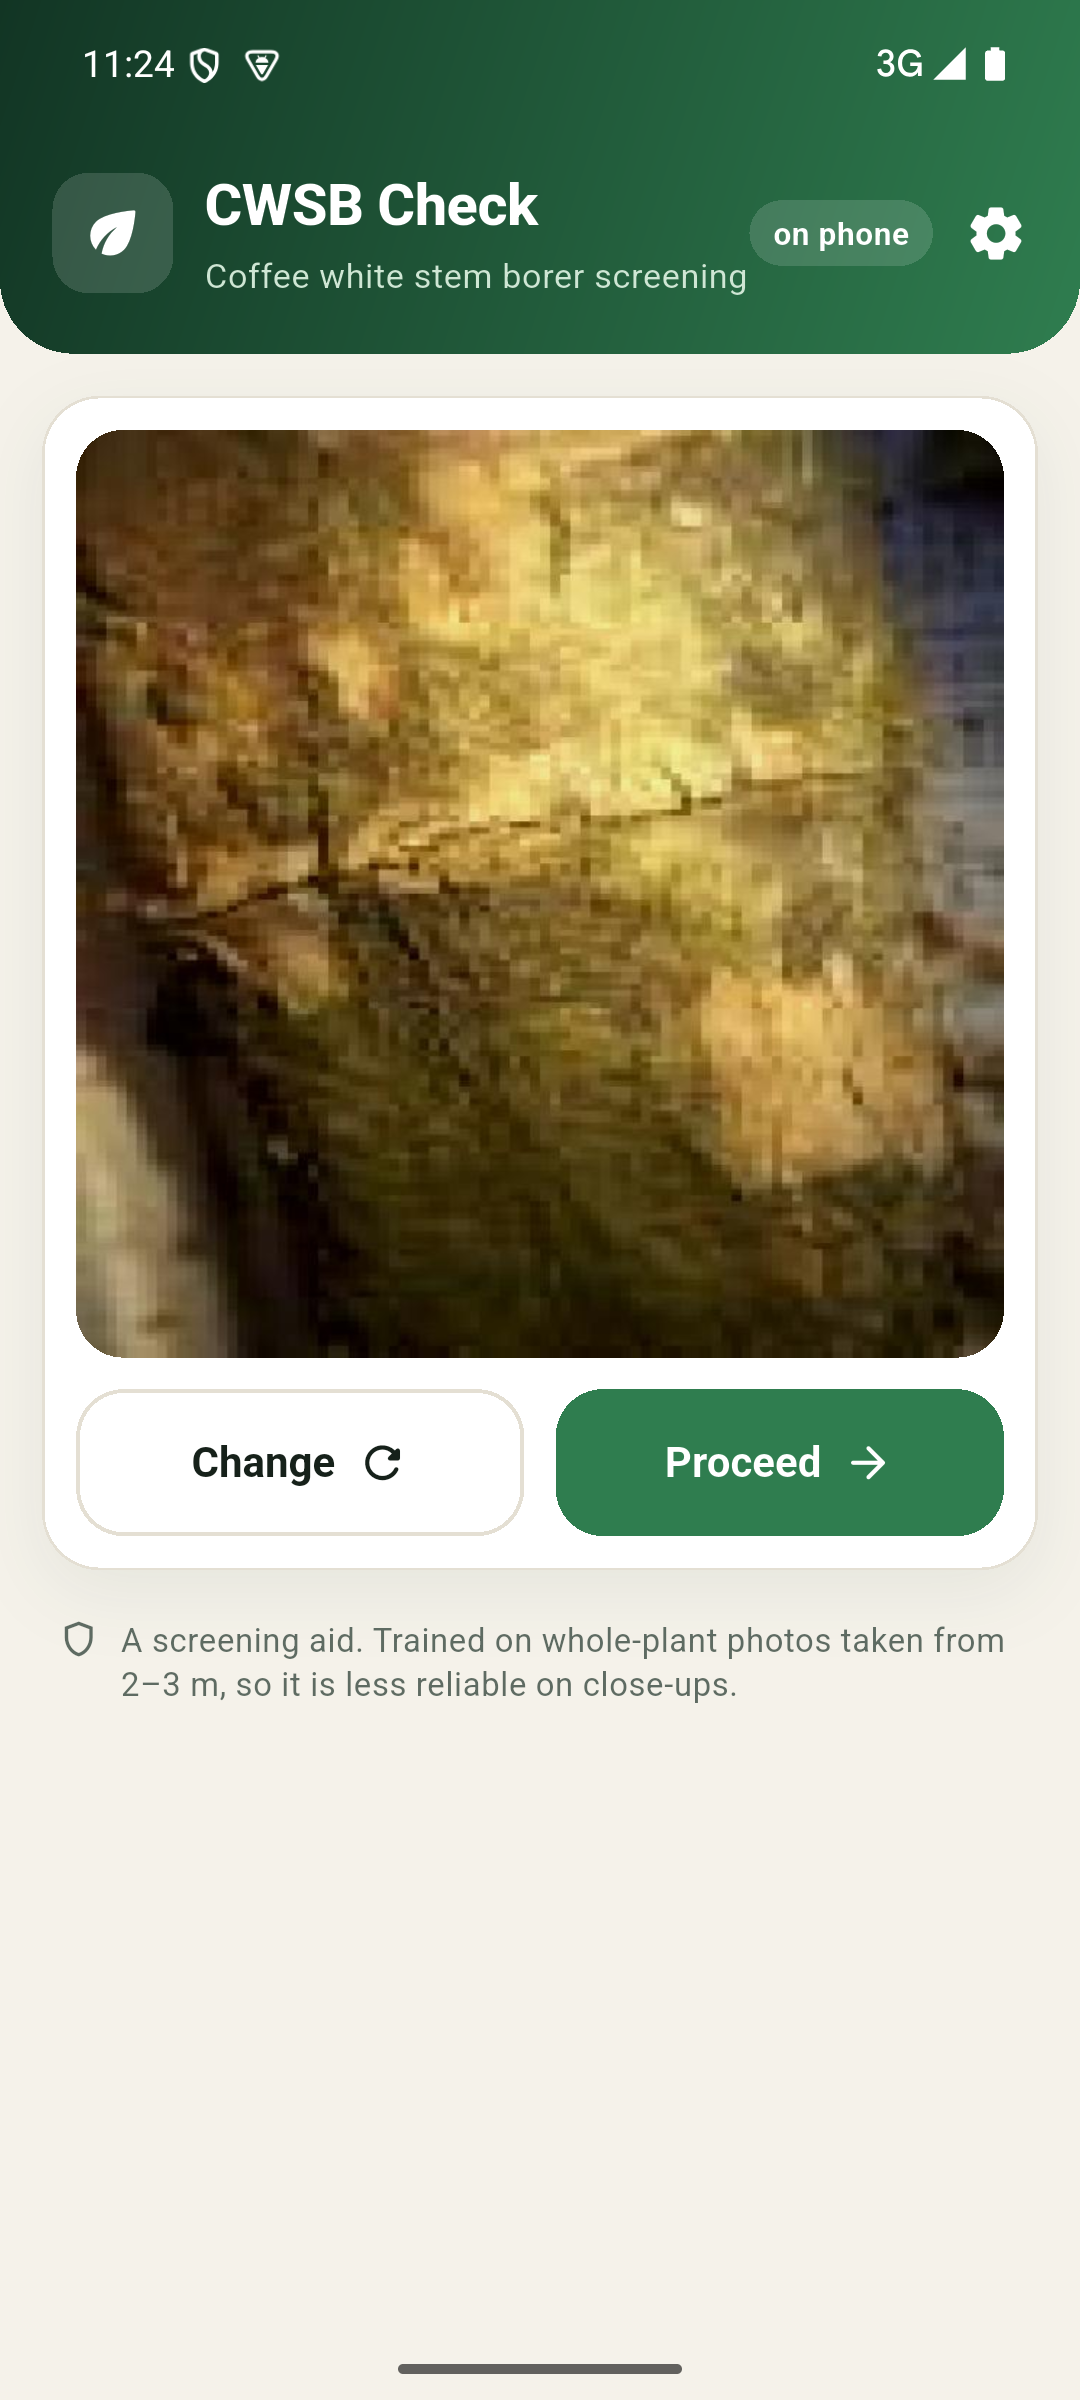 11:24
3G
CWSB Check
Coffee white stem borer screening
on phone
Change
Proceed
A screening aid. Trained on whole-plant photos taken from
2–3 m, so it is less reliable on close-ups.